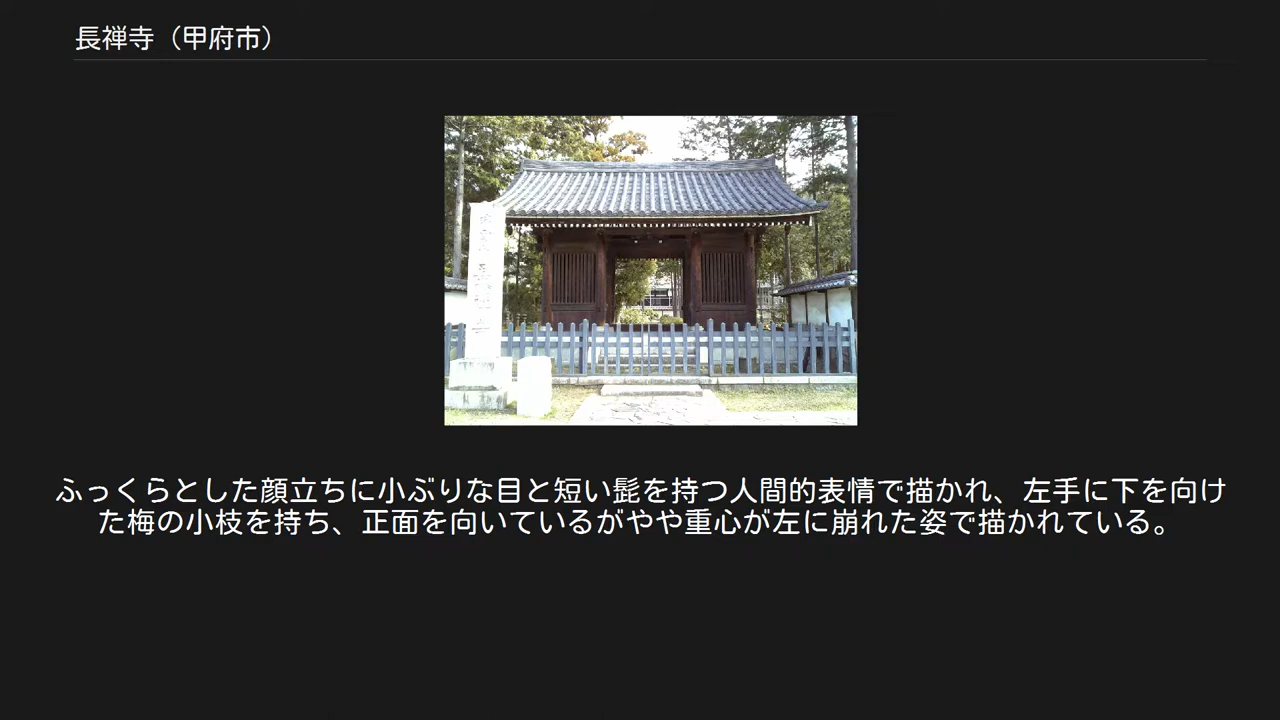 長禅寺（甲府市）
ふっくらとした顔立ちに小ぶりな目と短い髭を持つ人間的表情で描かれ、左手に下を向け
た梅の小枝を持ち、正面を向いているがやや重心が左に崩れた姿で描かれている。